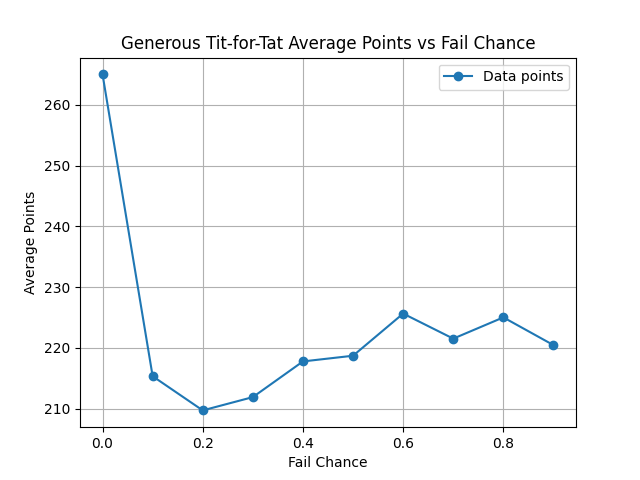 Generous Tit-for-Tat Average Points vs Fail Chance
Data points
Average Points
260
250
240
230
220
210
0.0 0.2 0.4 0.6 0.8
Fail Chance